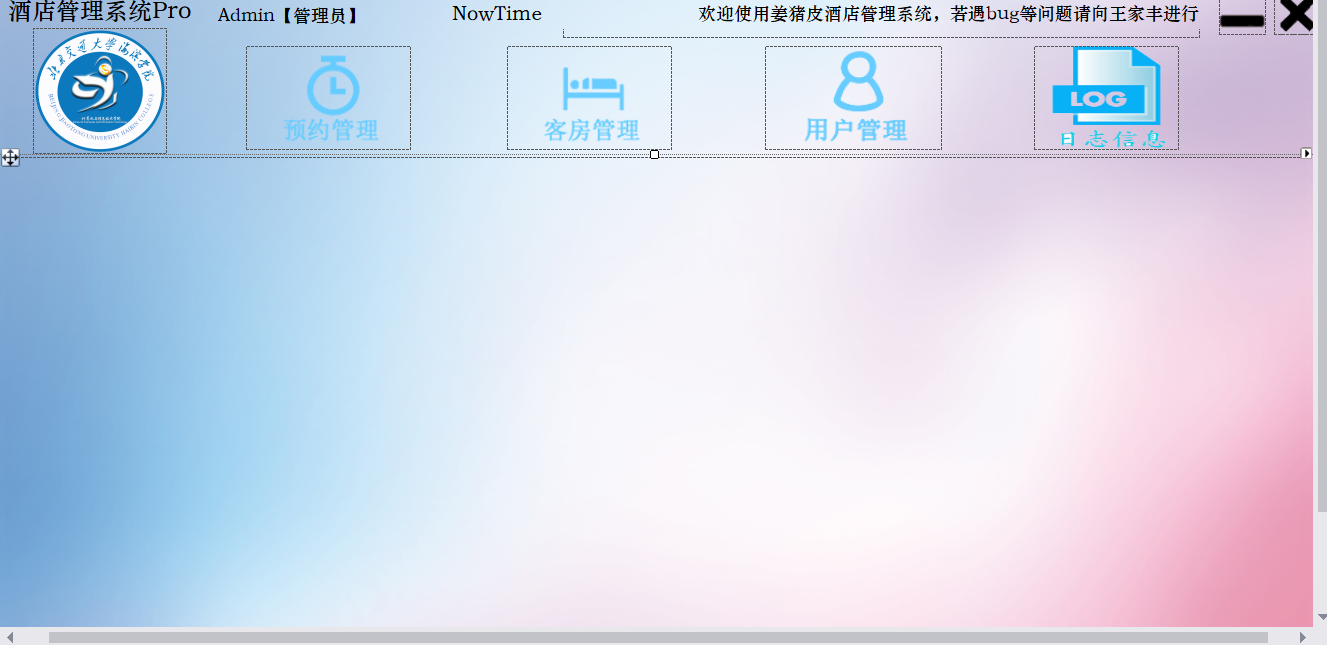 酒店管理系统Pro
Admin【管理员】
NowTime
欢迎使用姜猪皮酒店管理系统，若遇bug等问题请向王家丰进行
北京交通大学海滨学院
BEIJING JIAOTONG UNIVERSITY HAIBIN COLLEGE
预约管理
客房管理
用户管理
LOG
日志信息